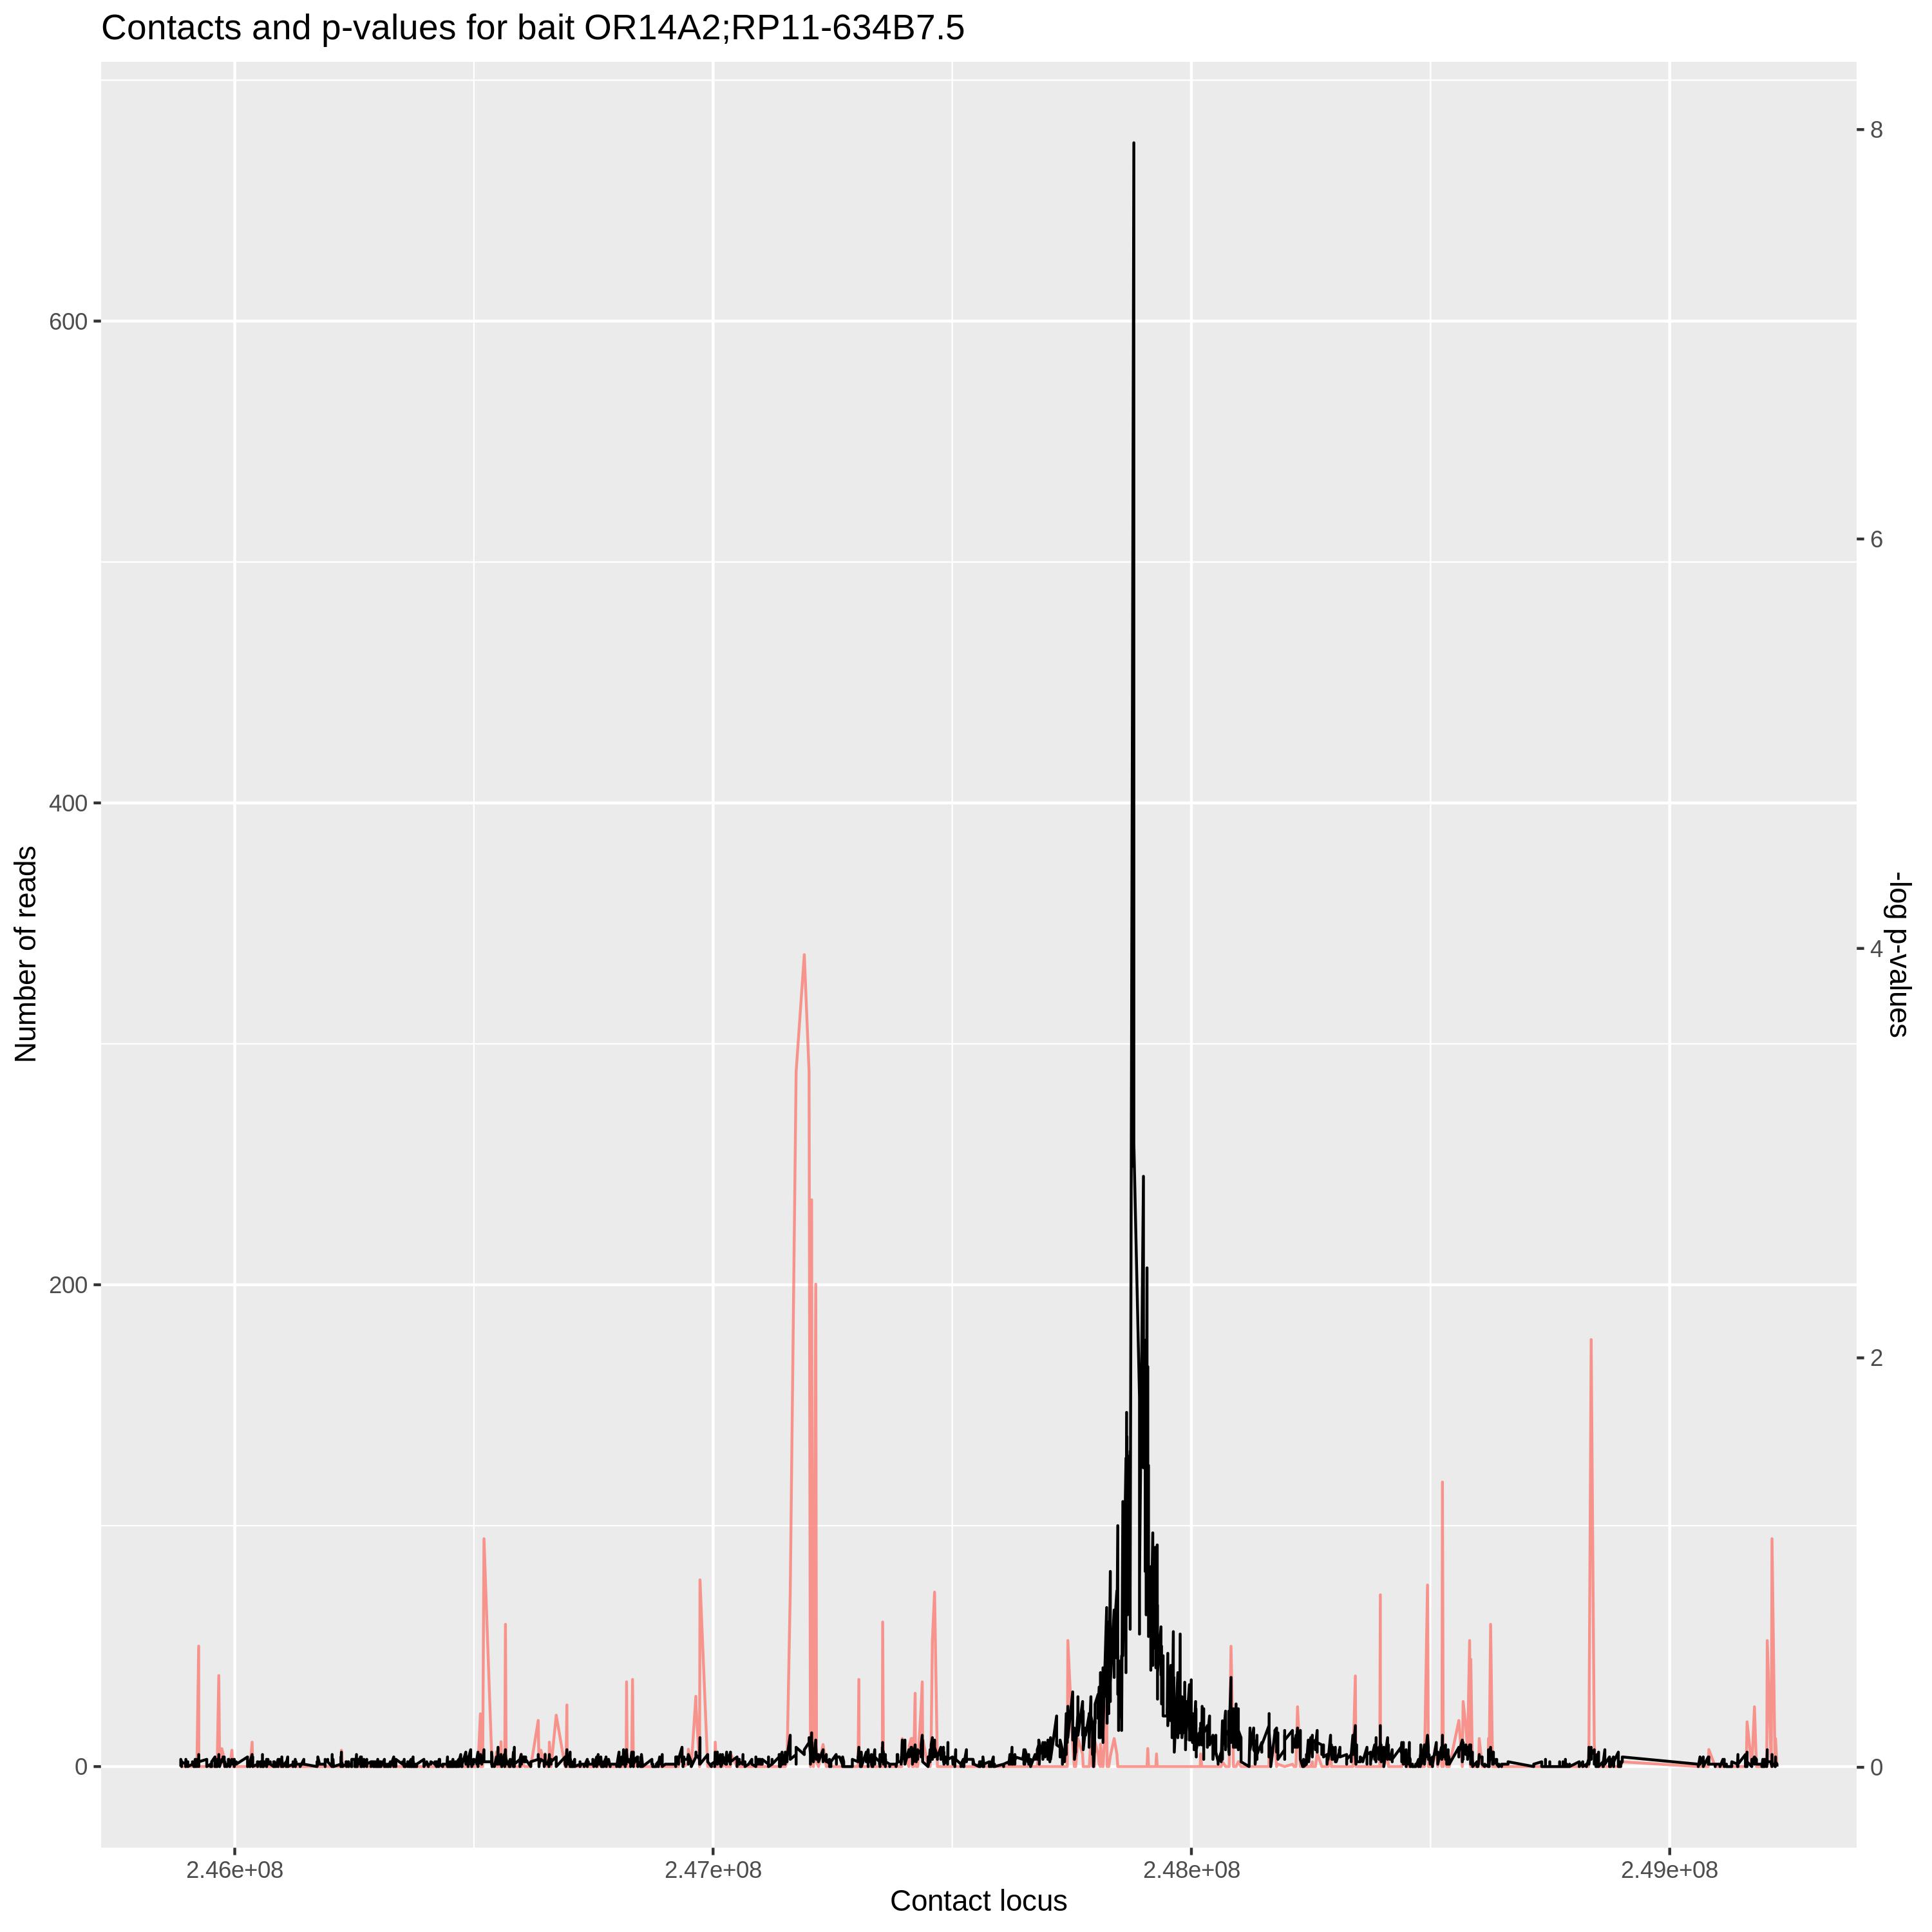 Contacts and p-values for bait OR14A2;RP11-634B7.5
8
600
6
400
Number of reads
-log p-values
4
200
2
0
0
2.46e+08 2.47e+08 2.48e+08 2.49e+08
Contact locus